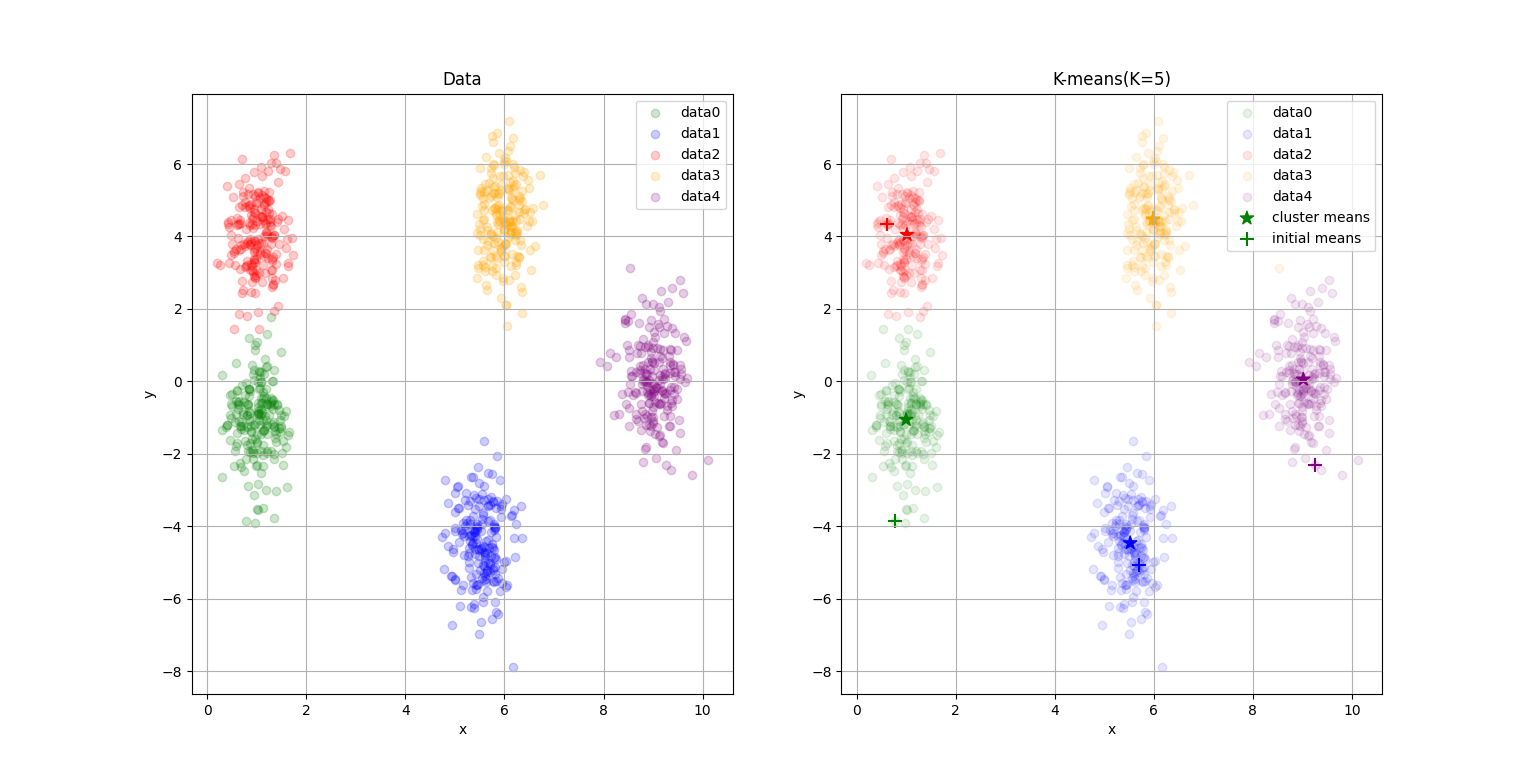 Data
data0
data1
data2
data3
data4
6
4
2
0
−2
−4
−6
−8
y
0
2
4
6
8
10
x
K-means(K=5)
data0
data1
data2
data3
data4
cluster means
initial means
6
4
2
0
−2
−4
−6
−8
y
0
2
4
6
8
10
x